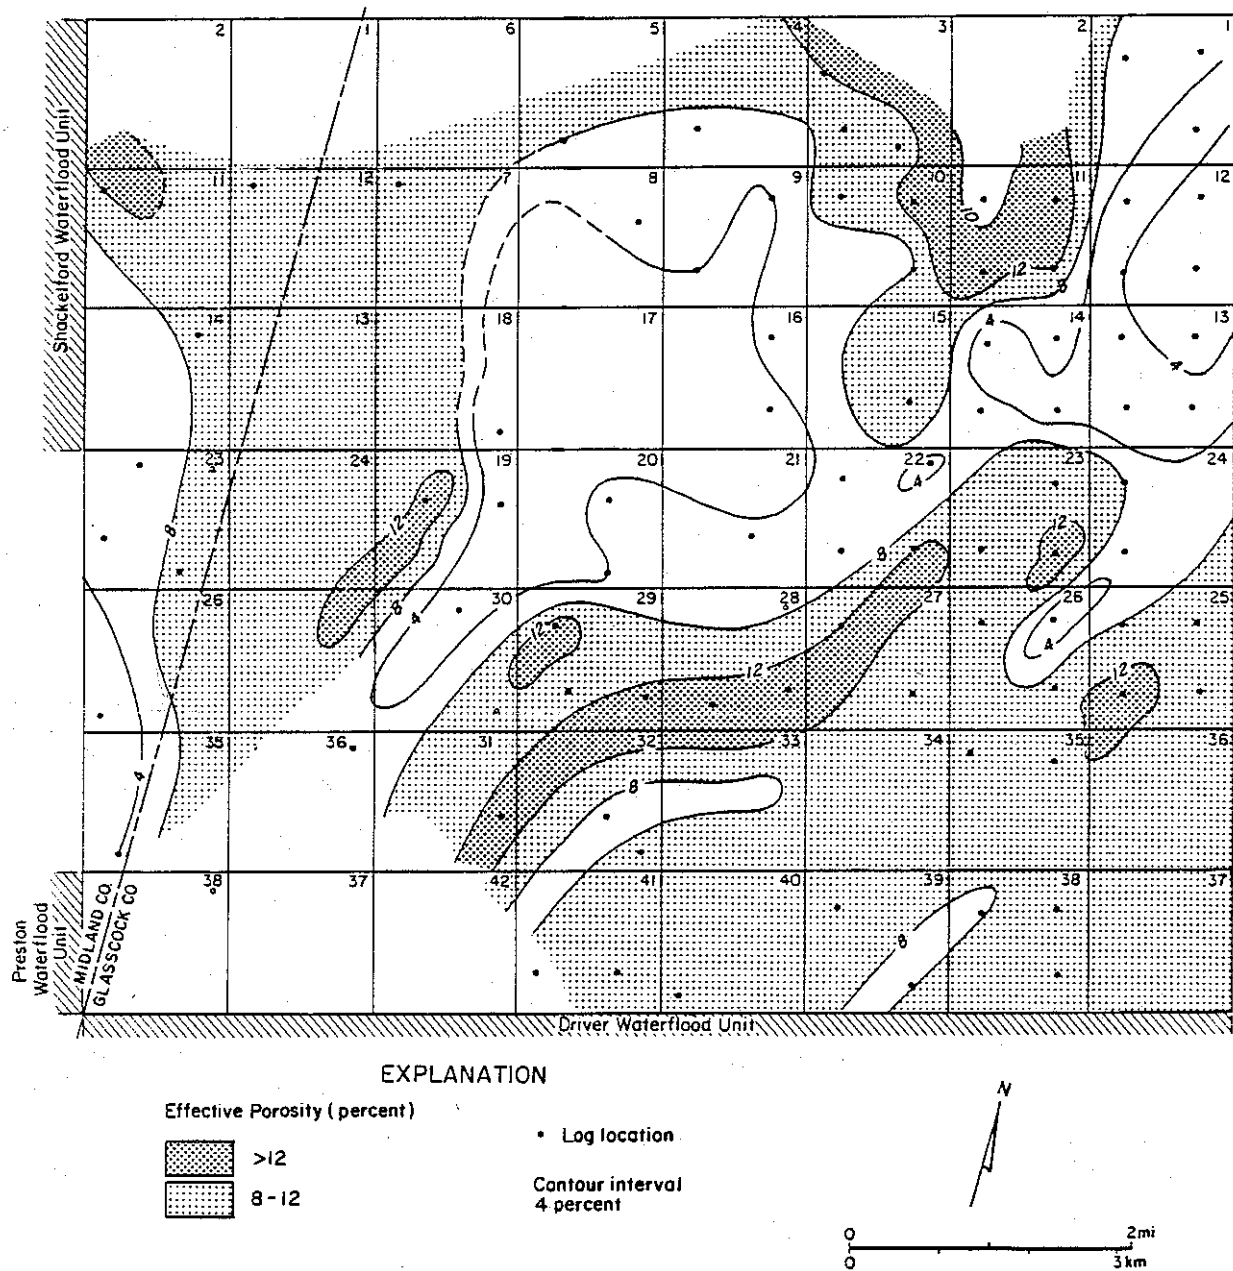 2 1 6 5 4 3 2 1
11 12 7 8 9 10 11 12
10
12
8
14 13 18 17 16 15 14 13
4
4
Shackelford Waterflood Unit
23 24 19 20 21 22 23 24
4
12
12
8
8
26 30 29 28 27 26 25
8
4
12
4
12
12
35 36 31 32 33 34 35 36
4
8
38 37 42 41 40 39 38 37
8
Preston
Waterflood
Unit
MIDLAND CO.
GLASSCOCK CO
Driver Waterflood Unit
EXPLANATION
Effective Porosity (percent)
>12
8-12
• Log location
Contour interval
4 percent
N
0 2mi
0 3km